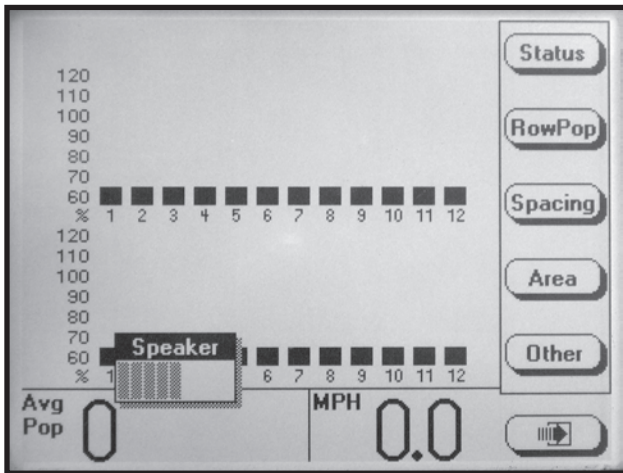 120
110
100
90
80
70
60
% 1 2 3 4 5 6 7 8 9 10 11 12
120
110
100
90
80
70
60
% 1 6 7 8 9 10 11 12
Speaker
Avg Pop 0
MPH 0.0
Status
RowPop
Spacing
Area
Other